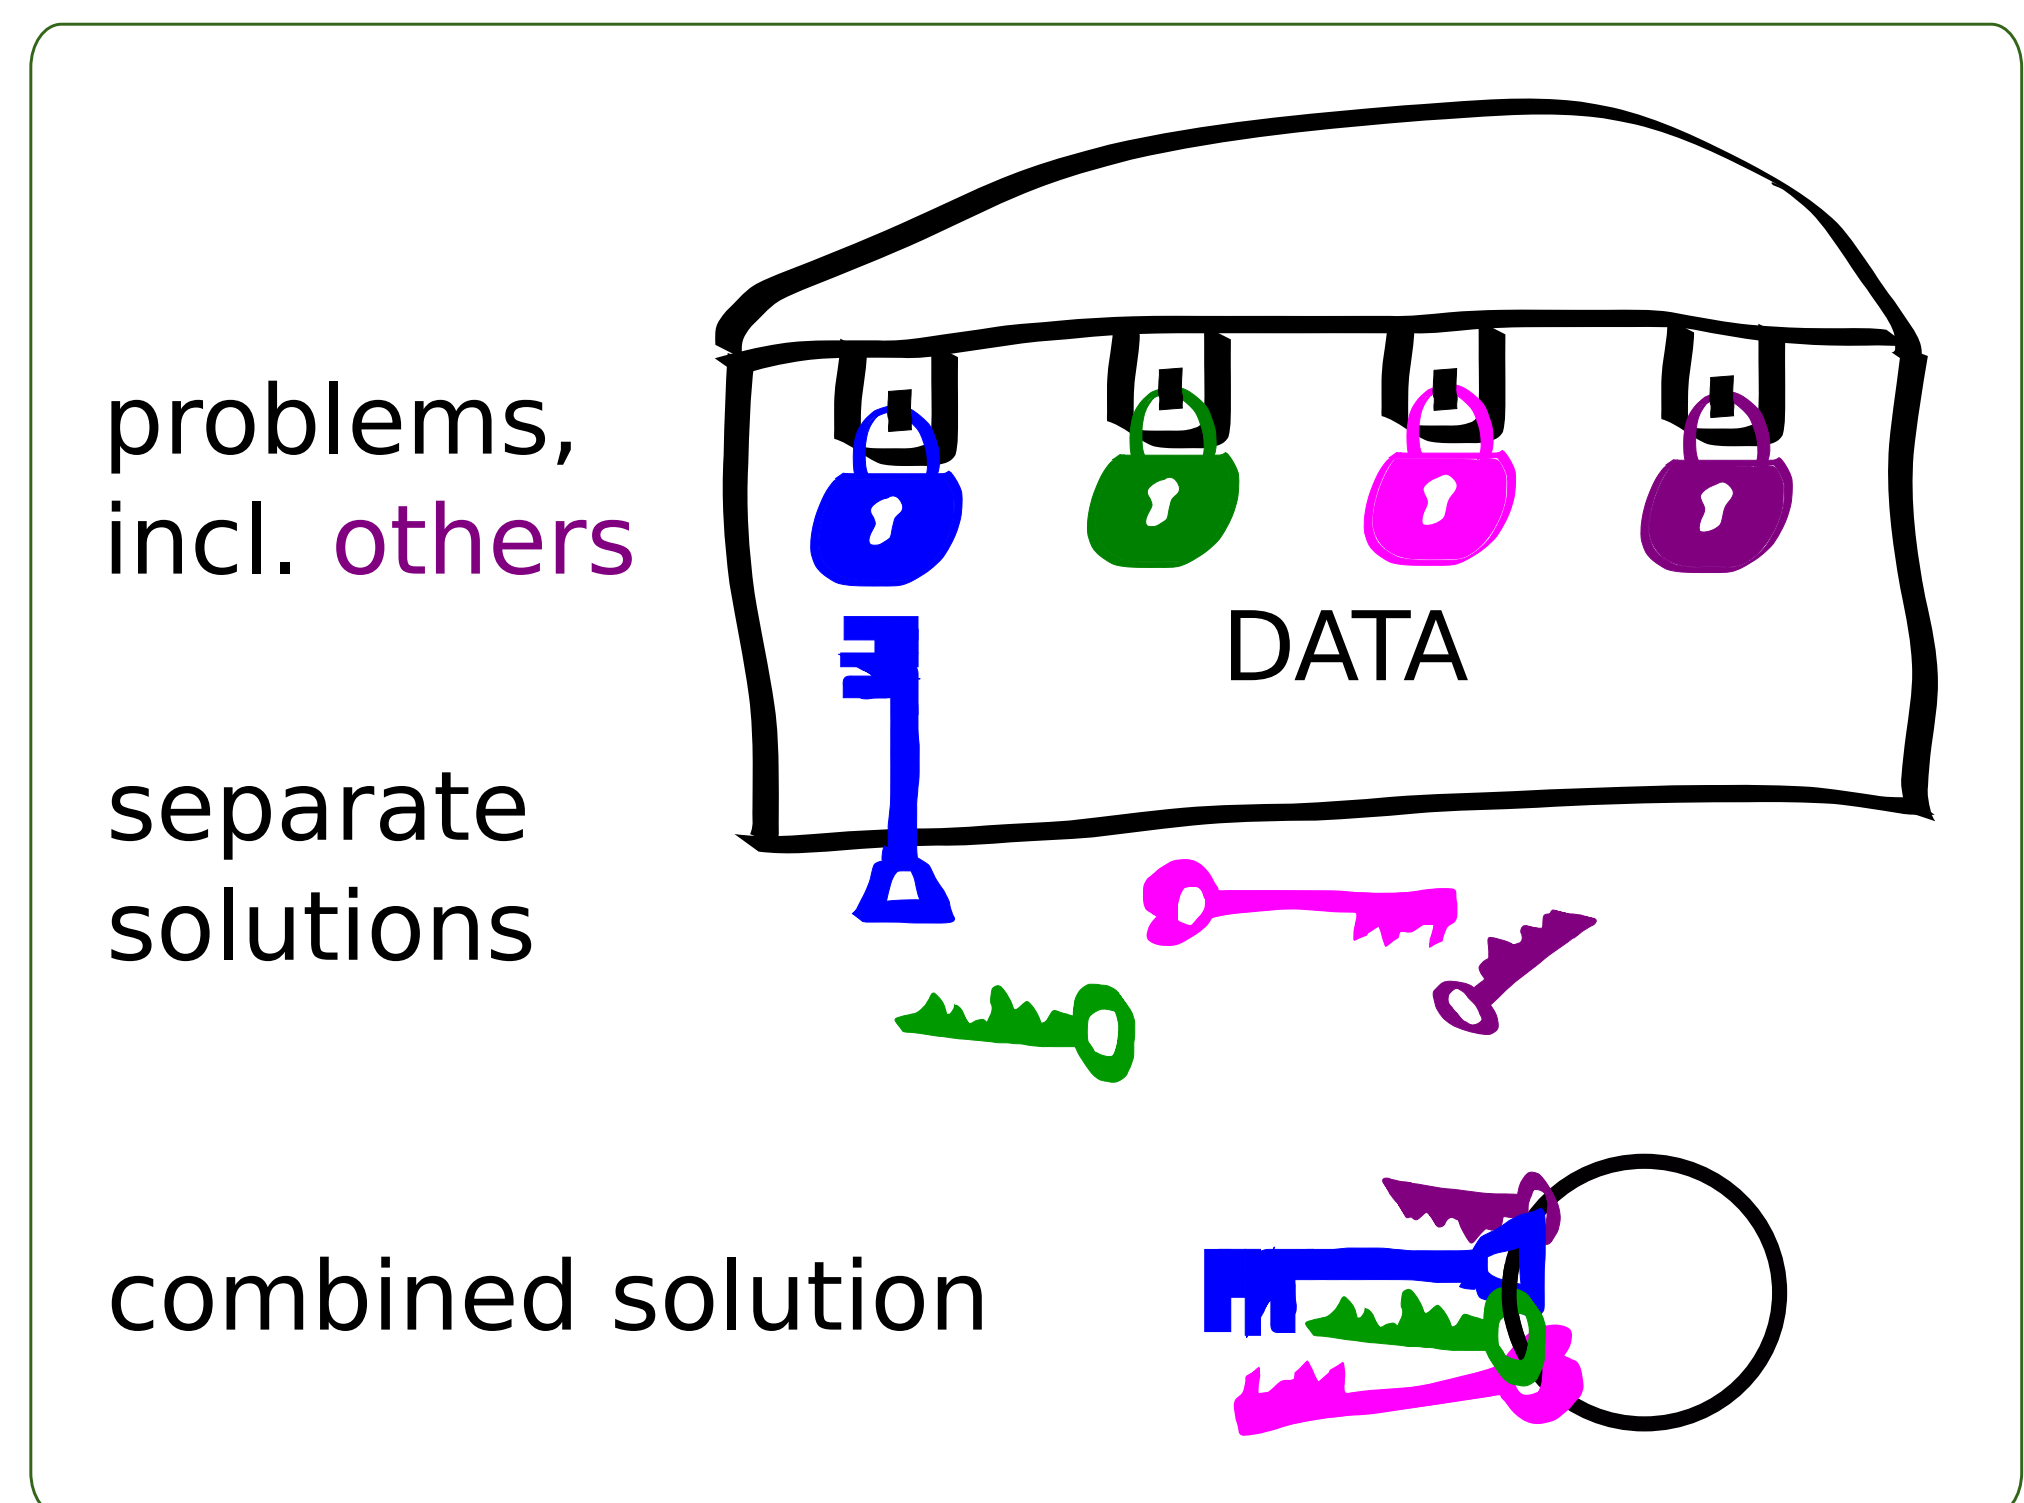 problems,
incl. others
DATA
separate
solutions
combined solution